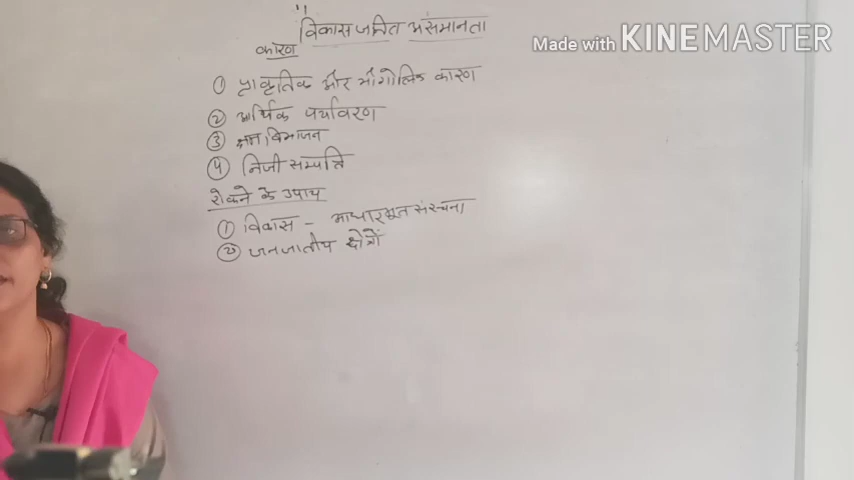 विकास जनित असमानता
Made with KINEMASTER
कारण
① प्राकृतिक और भौगोलिक कारण
② आर्थिक पर्यावरण
③ श्रम विभाजन
④ निजी सम्पत्ति
रोकने के उपाय
① विकास - आधारभूत संरचना
② जनजातीय क्षेत्रों